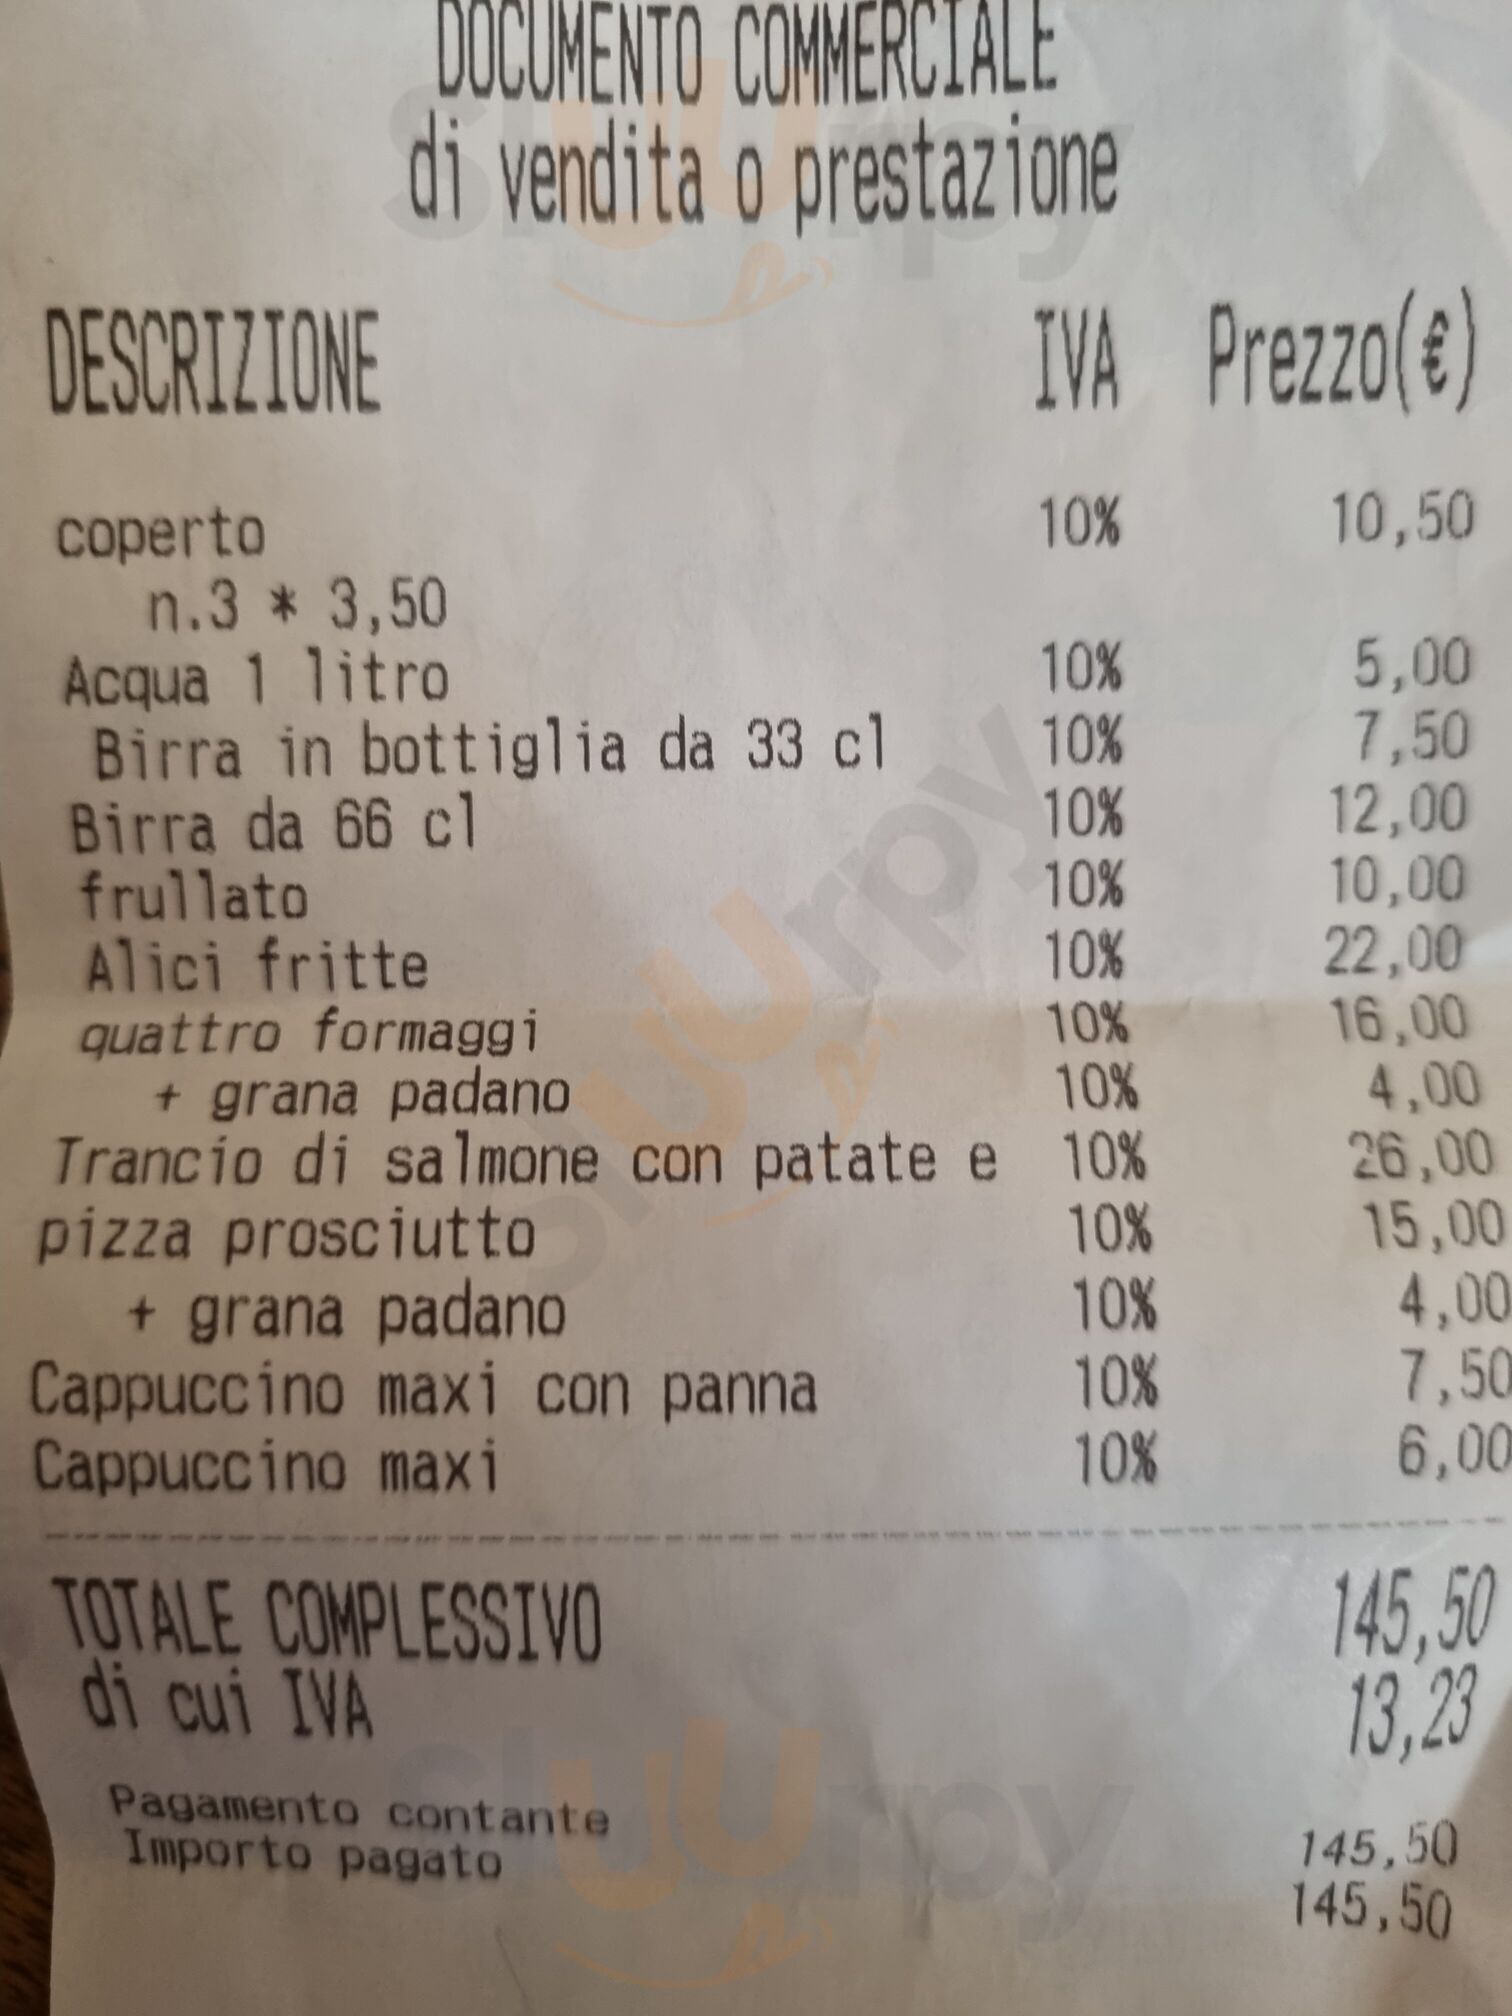 DOCUMENTO COMMERCIALE
di vendita o prestazione
DESCRIZIONE IVA Prezzo(€)
coperto 10% 10,50
n.3 * 3,50
Acqua 1 litro 10% 5,00
Birra in bottiglia da 33 cl 10% 7,50
Birra da 66 cl 10% 12,00
frullato 10% 10,00
Alici fritte 10% 22,00
quattro formaggi 10% 16,00
+ grana padano 10% 4,00
Trancio di salmone con patate e 10% 26,00
pizza prosciutto 10% 15,00
+ grana padano 10% 4,00
Cappuccino maxi con panna 10% 7,50
Cappuccino maxi 10% 6,00
TOTALE COMPLESSIVO 145,50
di cui IVA 13,23
Pagamento contante 145,50
Importo pagato 145,50
sluurpy
sluurpy
sluurpy